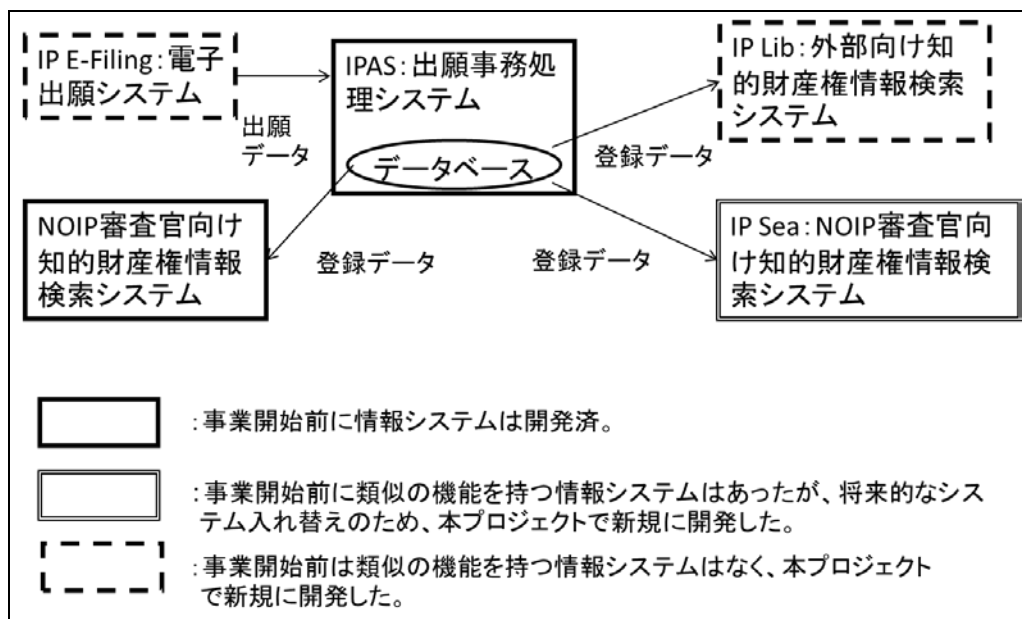 IP E-Filing：電子
出願システム
IPAS：出願事務処
理システム
データベース
IP Lib：外部向け知
的財産権情報検索
システム
出願
データ
登録データ
NOIP審査官向け
知的財産権情報
検索システム
登録データ
登録データ
IP Sea：NOIP審査官向
け知的財産権情報検
索システム
：事業開始前に情報システムは開発済。
：事業開始前に類似の機能を持つ情報システムはあったが、将来的なシス
テム入れ替えのため、本プロジェクトで新規に開発した。
：事業開始前は類似の機能を持つ情報システムはなく、本プロジェクト
で新規に開発した。